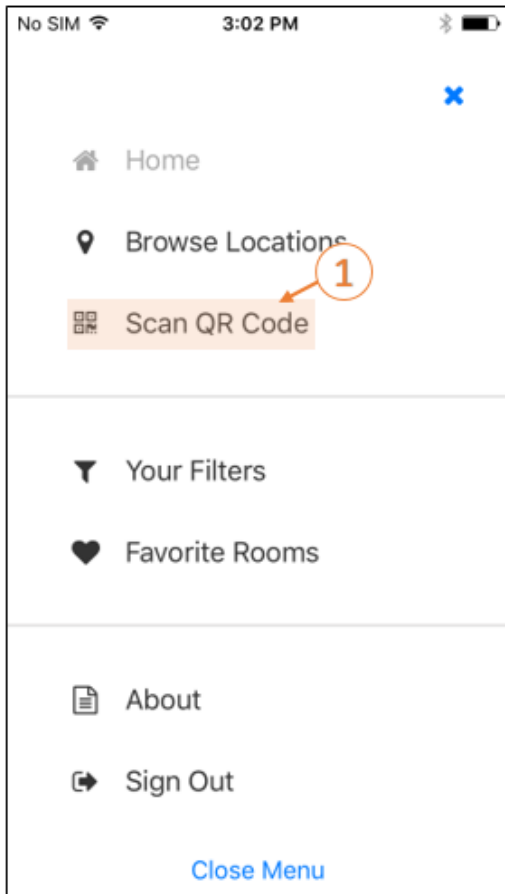 No SIM 3:02 PM
Home
Browse Locations
1
Scan QR Code
Your Filters
Favorite Rooms
About
Sign Out
Close Menu